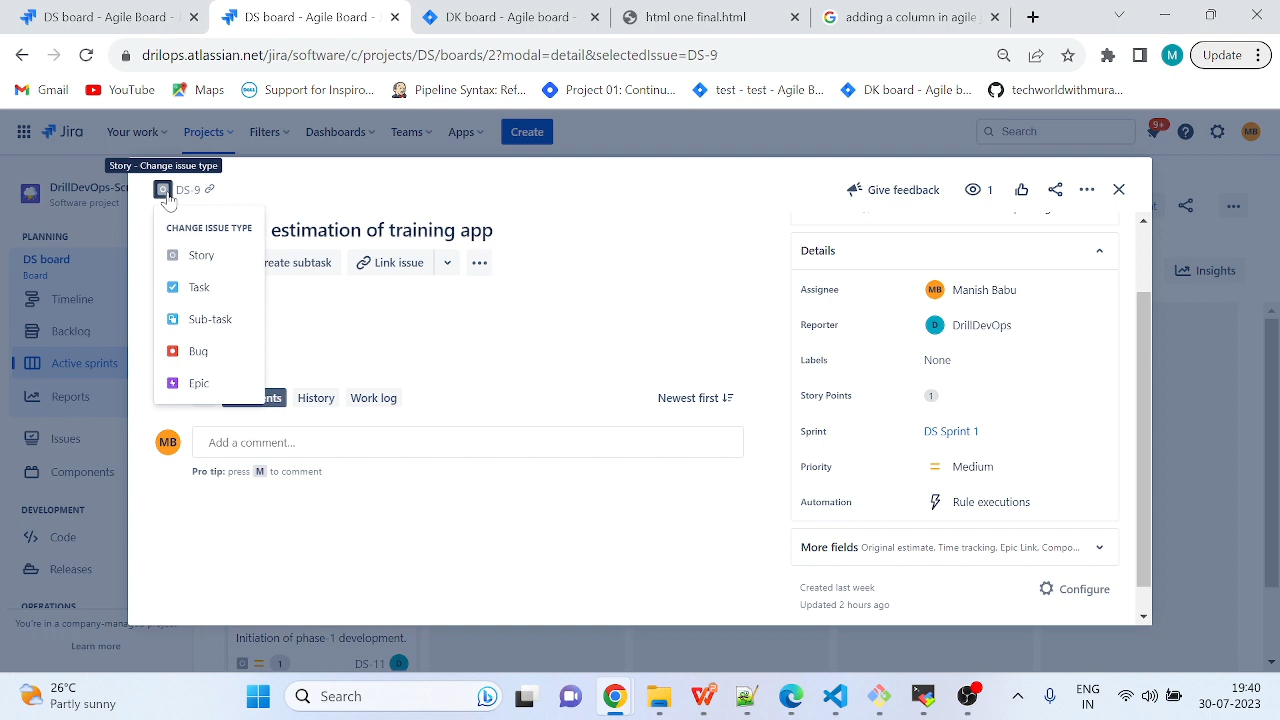 DK board - Agile board -
DK board - Agile board -
DK board - Agile board -
html one final.html
adding a column in agile
drilops.atlassian.net/jira/software/c/projects/DS/boards/2?modal=detail&selectedIssue=DS-9
M
Update
Gmail
YouTube
Maps
Support for Inspiro...
Pipeline Syntax: Ref...
Project 01: Continu...
test - test - Agile B...
DK board - Agile b...
techworldwithmura...
Jira
Your work
Projects
Filters
Dashboards
Teams
Apps
Create
Search
9+
MB
Story - Change issue type
DrillDevOps-Scr
Software project
DS-9
Give feedback
1
CHANGE ISSUE TYPE
Story
Task
Sub-task
Bug
Epic
estimation of training app
reate subtask
Link issue
History
Work log
Newest first
MB
Add a comment...
Pro tip: press M to comment
PLANNING
DS board
Board
Timeline
Backlog
Active sprints
Reports
Issues
Components
DEVELOPMENT
Code
Releases
OPERATIONS
You're in a company-managed project
Learn more
Insights
Details
Assignee
MB Manish Babu
Reporter
D DrillDevOps
Labels
None
Story Points
1
Sprint
DS Sprint 1
Priority
Medium
Automation
Rule executions
More fields Original estimate, Time tracking, Epic Link, Compo...
Created last week
Updated 2 hours ago
Configure
Initiation of phase-1 development.
1
DS-11 D
26°C
Partly sunny
Search
ENG
IN
19:40
30-07-2023